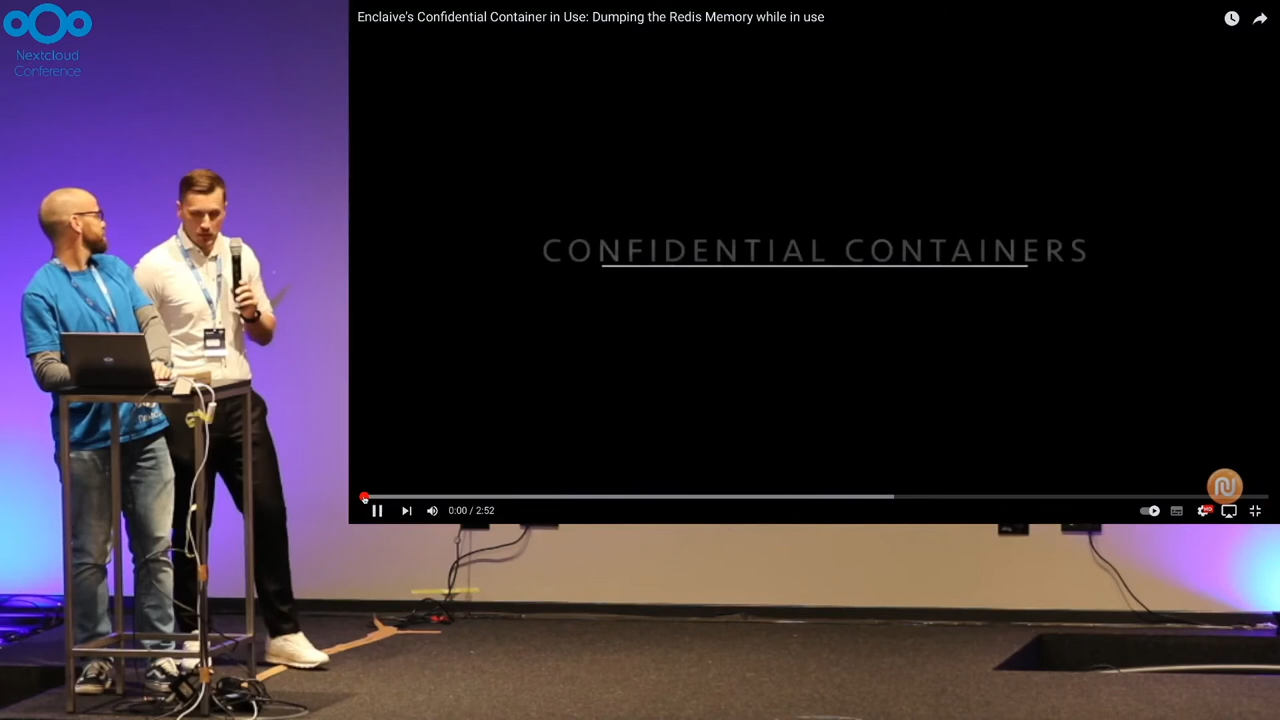 Nextcloud
Conference
Enclaive's Confidential Container in Use: Dumping the Redis Memory while in use
CONFIDENTIAL CONTAINERS
0:00 / 2:52
HD